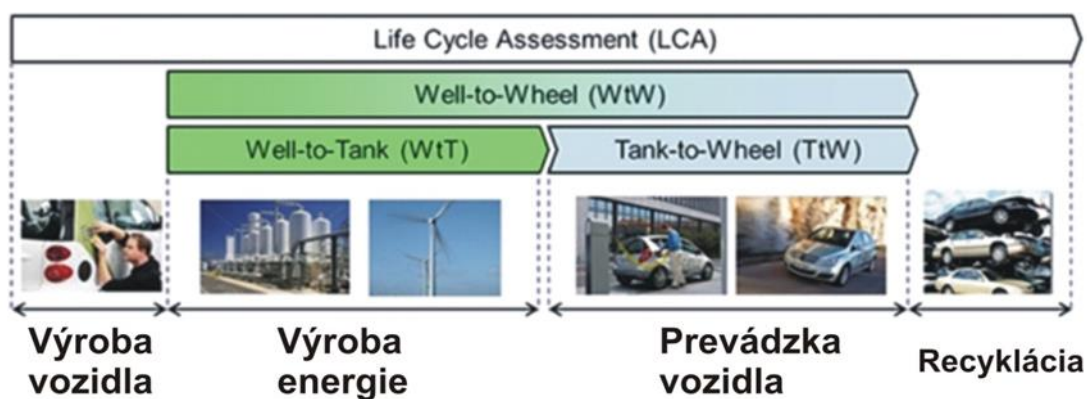 Life Cycle Assessment (LCA)
Well-to-Wheel (WtW)
Well-to-Tank (WtT)
Tank-to-Wheel (TtW)
Výroba
vozidla
Výroba
energie
Prevádzka
vozidla
Recyklácia